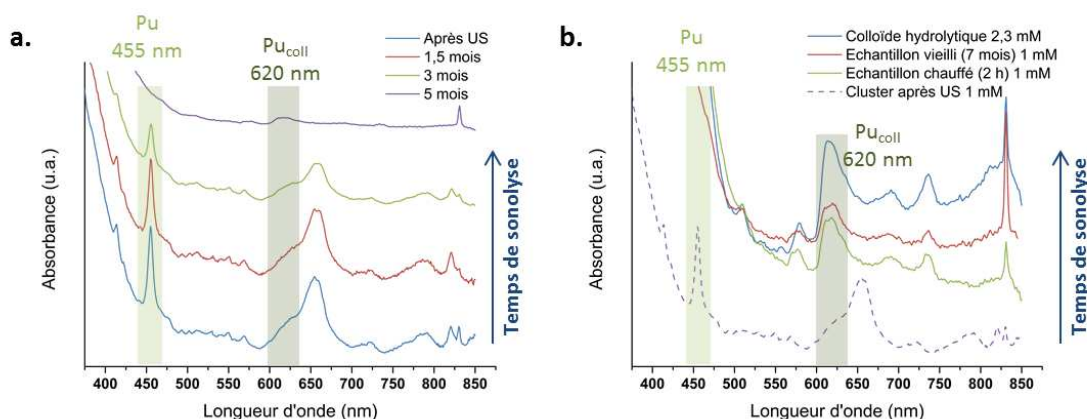 a.
Pu
455 nm
Pu_coll
620 nm
Après US
1,5 mois
3 mois
5 mois
Absorbance (u.a.)
400 450 500 550 600 650 700 750 800 850
Longueur d'onde (nm)
Temps de sonolyse
b.
Pu
455 nm
Colloïde hydrolytique 2,3 mM
Echantillon vieilli (7 mois) 1 mM
Echantillon chauffé (2 h) 1 mM
Cluster après US 1 mM
Pu_coll
620 nm
Absorbance (u.a.)
400 450 500 550 600 650 700 750 800 850
Longueur d'onde (nm)
Temps de sonolyse